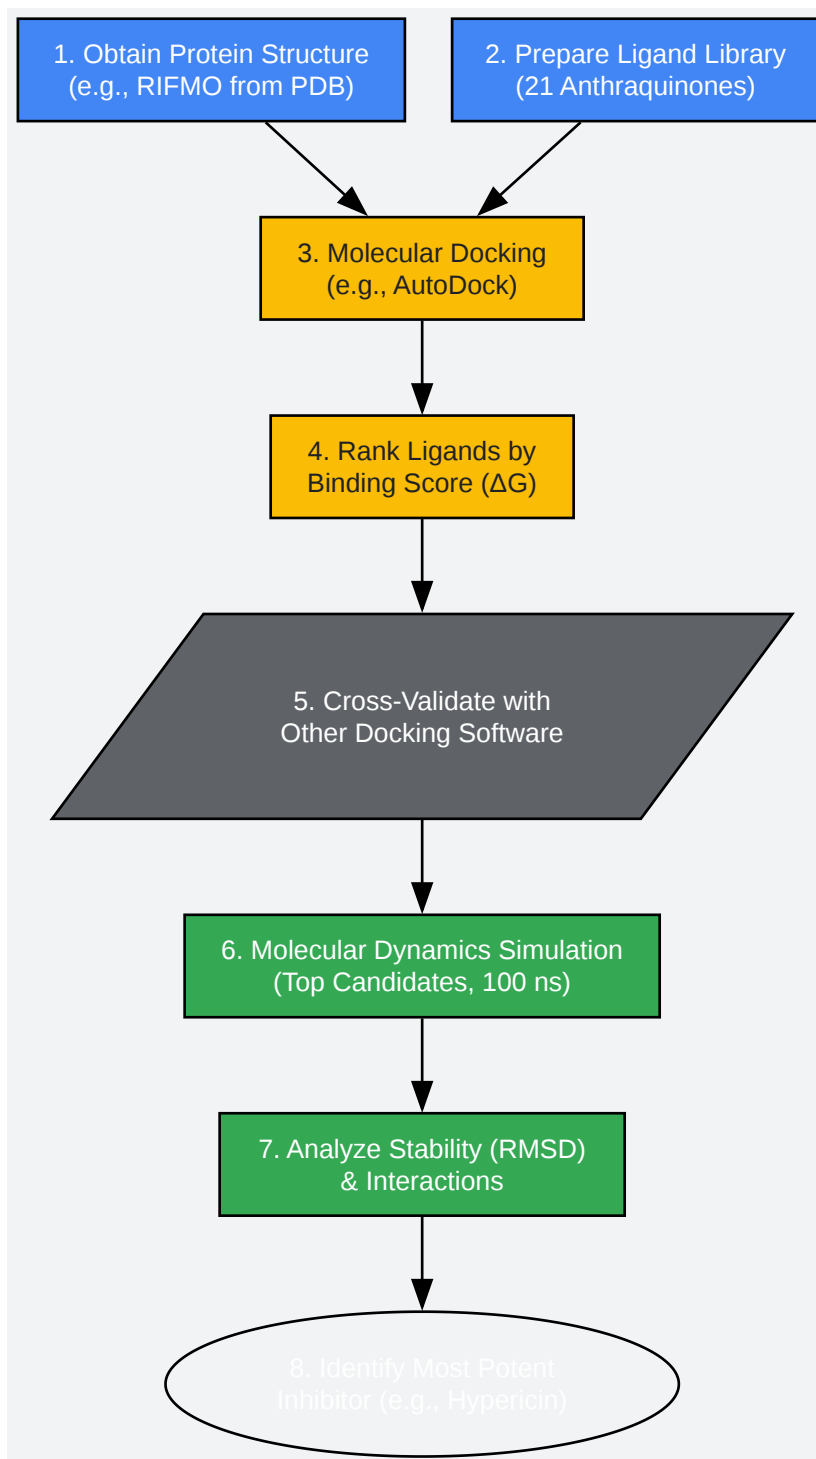 1. Obtain Protein Structure
(e.g., RIFMO from PDB)
2. Prepare Ligand Library
(21 Anthraquinones)
3. Molecular Docking
(e.g., AutoDock)
4. Rank Ligands by
Binding Score (ΔG)
5. Cross-Validate with
Other Docking Software
6. Molecular Dynamics Simulation
(Top Candidates, 100 ns)
7. Analyze Stability (RMSD)
& Interactions
8. Identify Most Potent
Inhibitor (e.g., Hypericin)